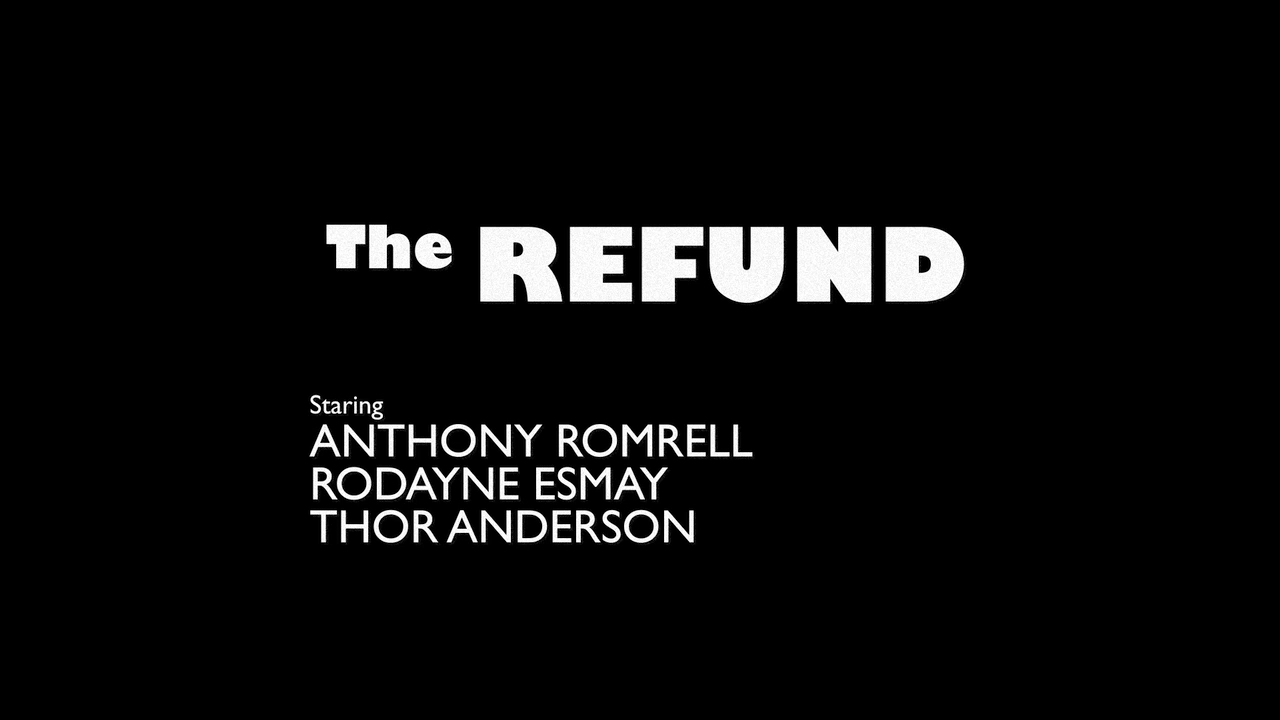 The REFUND
Staring
ANTHONY ROMRELL
RODAYNE ESMAY
THOR ANDERSON